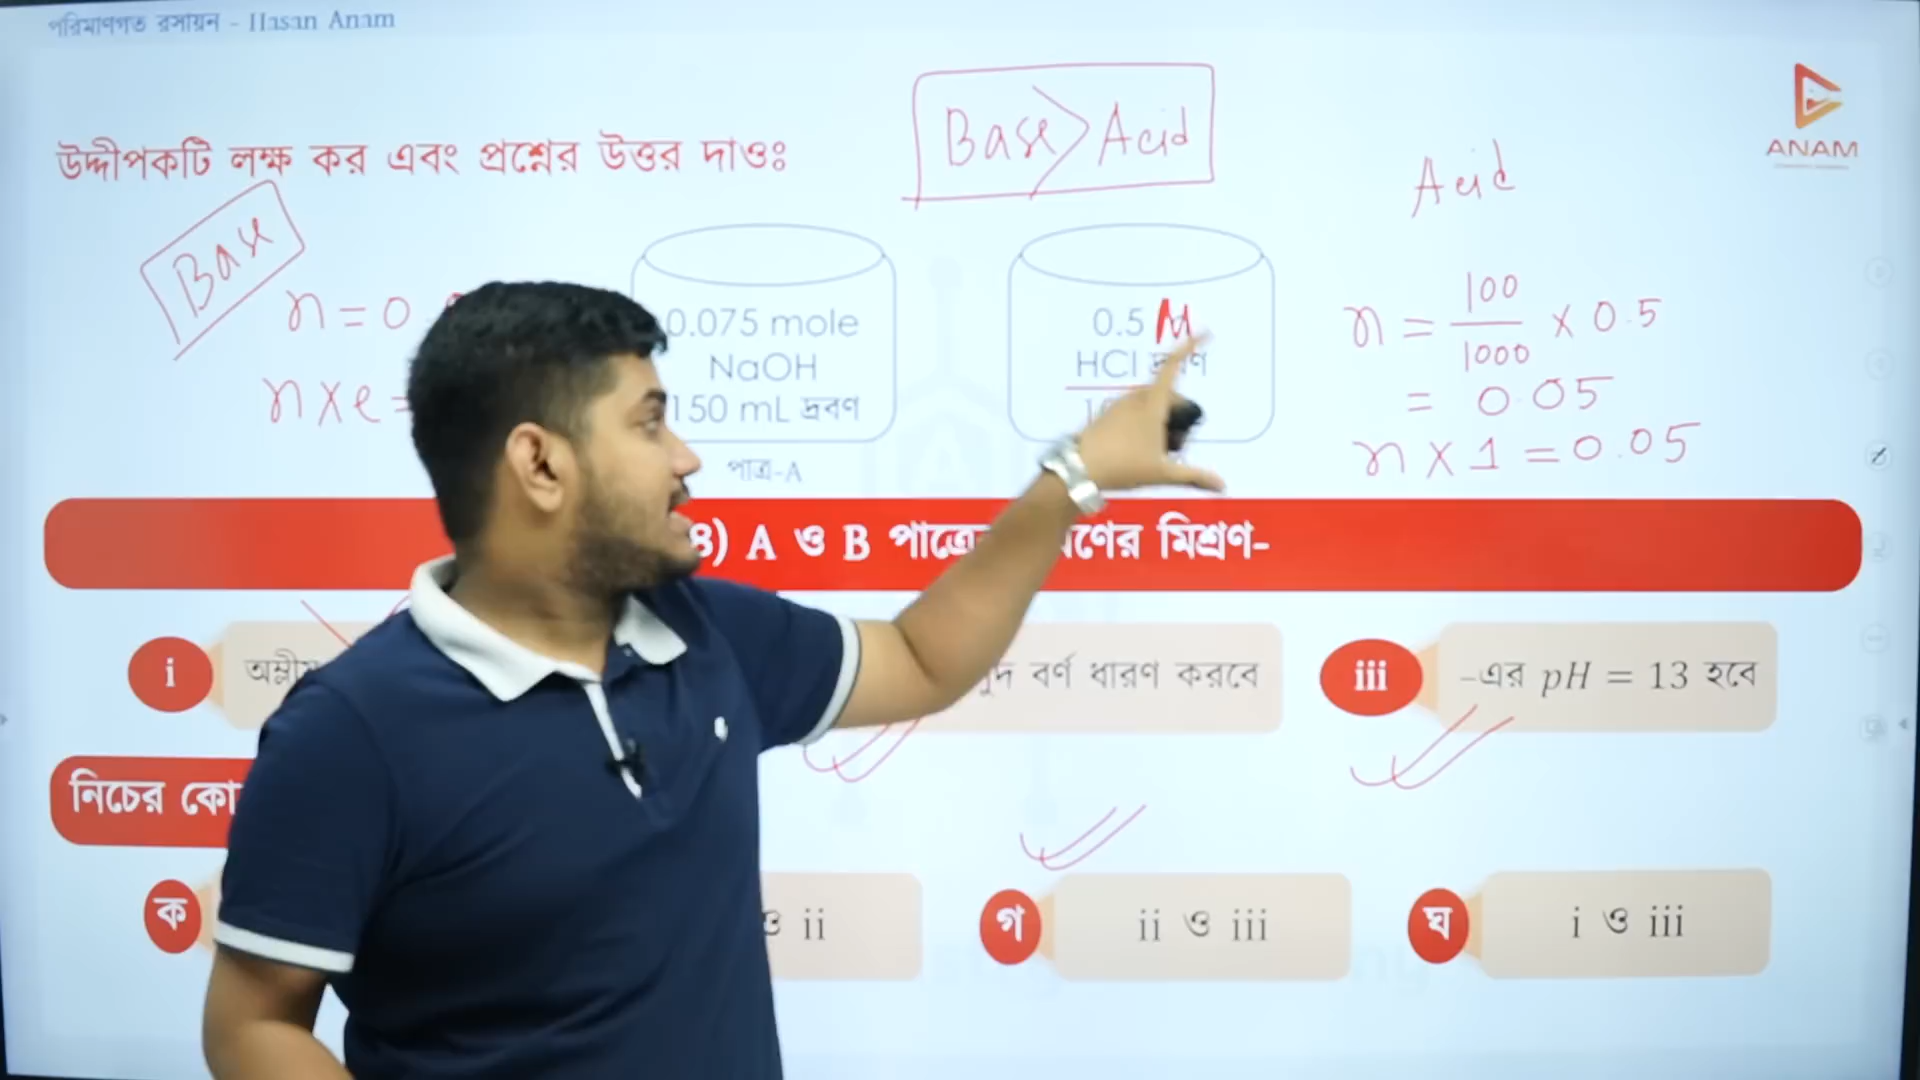 পরিমাণগত রসায়ন - Hasan Anam
Base > Acid
ANAM
উদ্দীপকটি লক্ষ কর এবং প্রশ্নের উত্তর দাওঃ
Acid
Base
n = 0
n x e =
0.075 mole
NaOH
150 mL দ্রবণ
পাত্র-A
0.5 M
HCl
n = 100/1000 x 0.5
= 0.05
n x 1 = 0.05
8) A ও B মিশ্রণ-
i
বর্ণ ধারণ করবে
iii -এর pH = 13 হবে
নিচের
ক
ও ii
গ ii ও iii
ঘ i ও iii